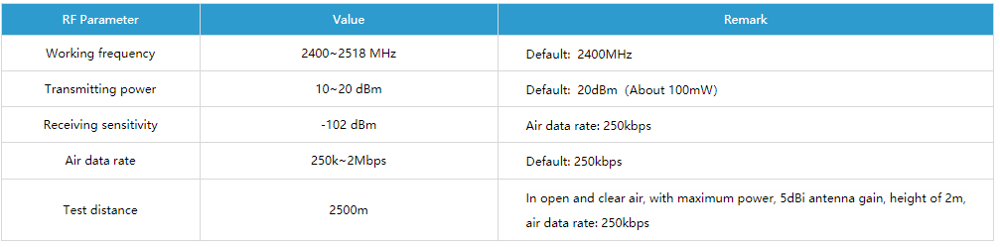 RF Parameter Value Remark
Working frequency 2400~2518 MHz Default: 2400MHz
Transmitting power 10~20 dBm Default: 20dBm (About 100mW)
Receiving sensitivity -102 dBm Air data rate: 250kbps
Air data rate 250k~2Mbps Default: 250kbps
Test distance 2500m In open and clear air, with maximum power, 5dBi antenna gain, height of 2m,
air data rate: 250kbps